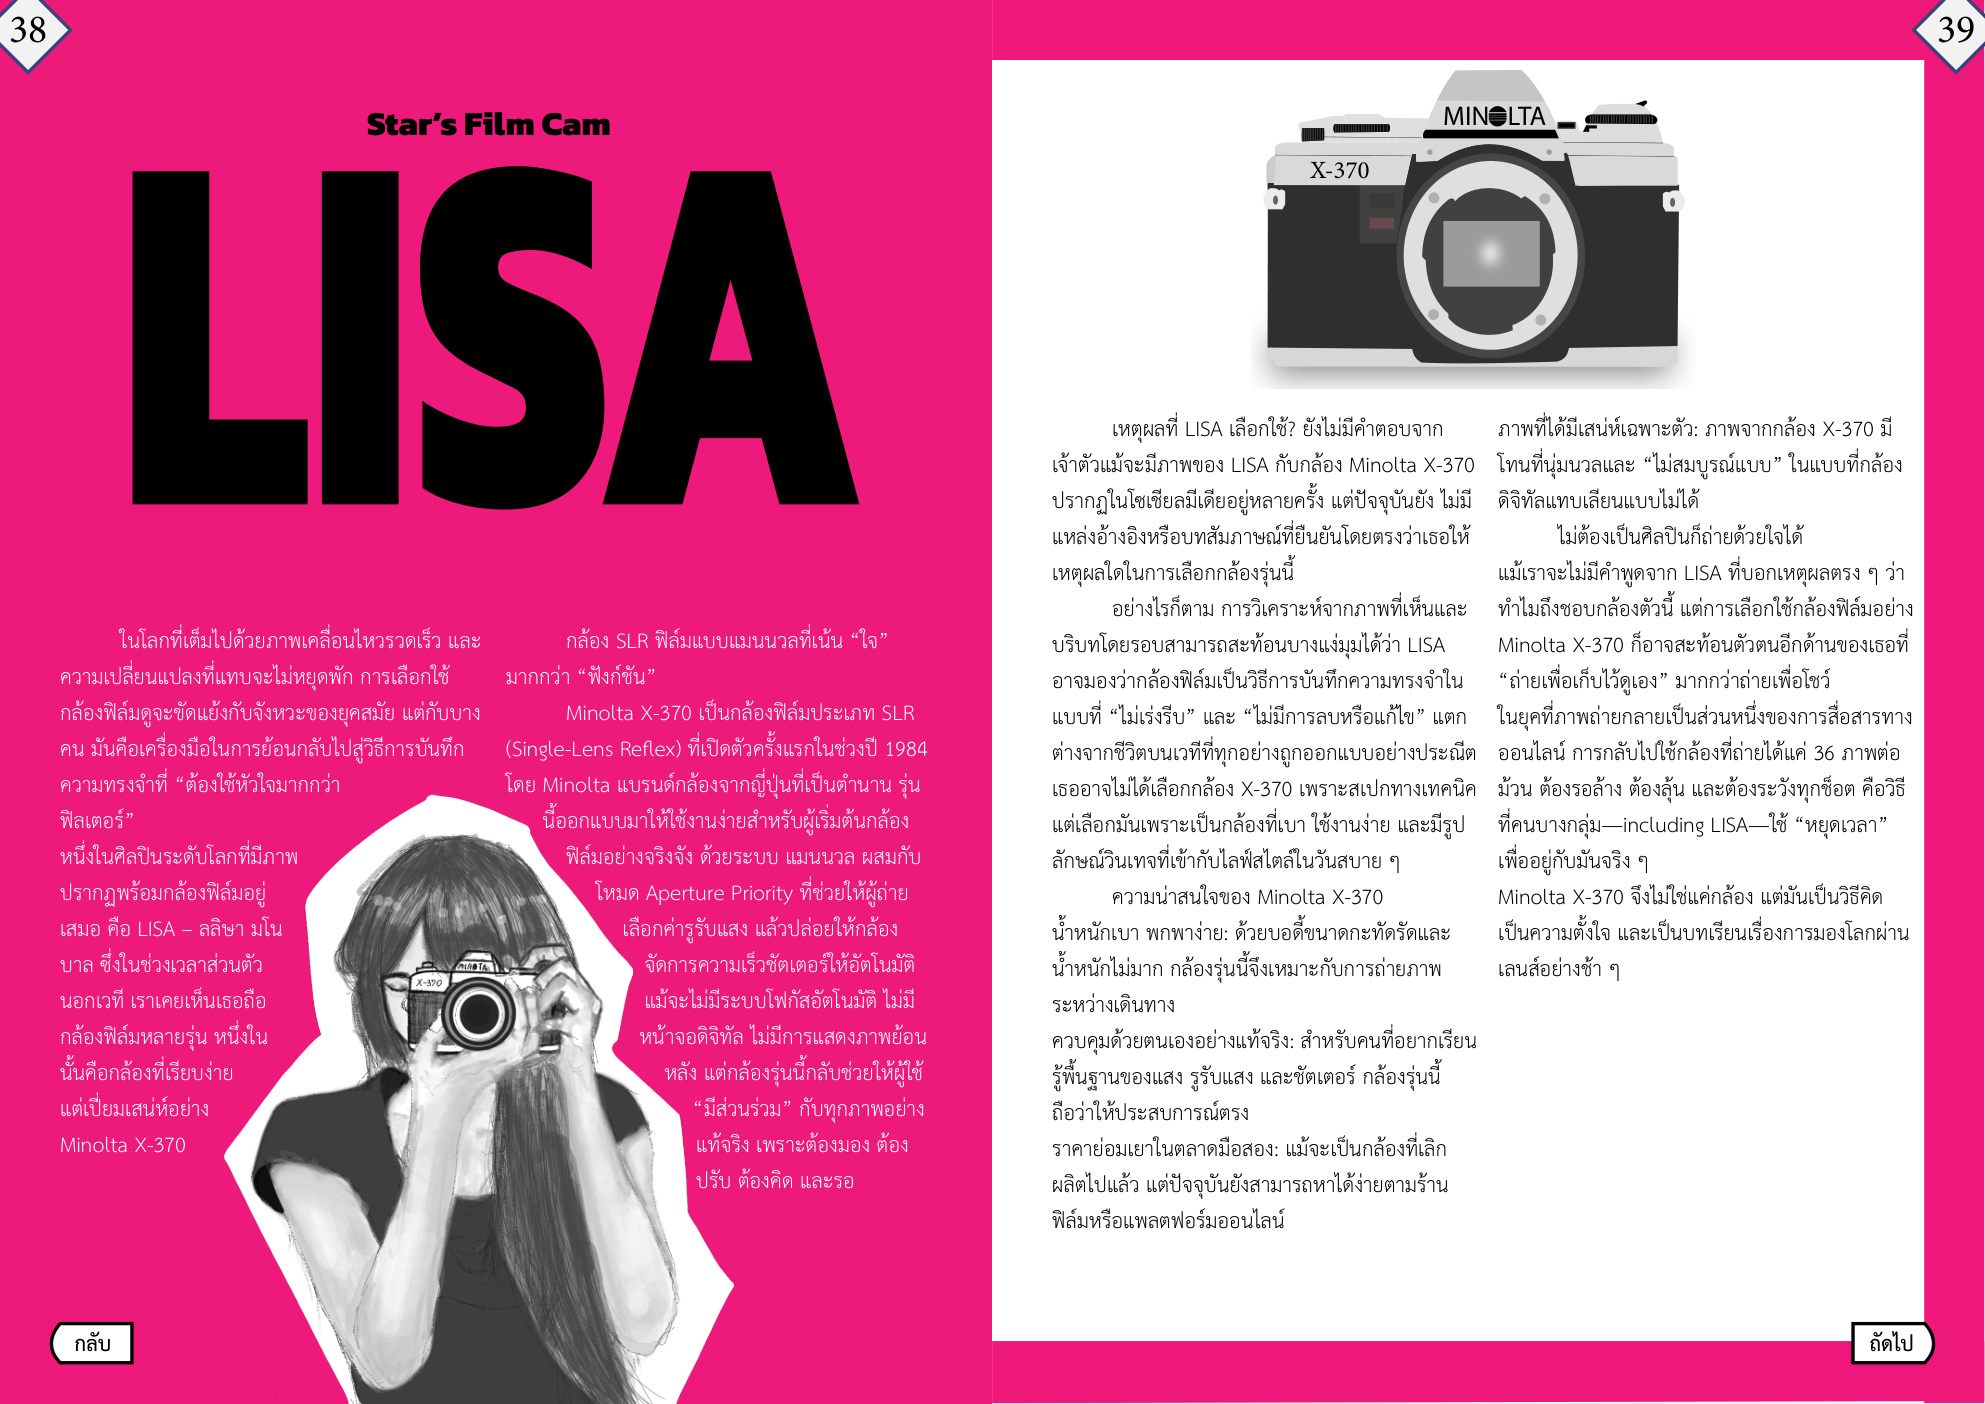 38
Star’s Film Cam
LISA
ในโลกที่เต็มไปด้วยภาพเคลื่อนไหวรวดเร็ว และ
ความเปลี่ยนแปลงที่แทบจะไม่หยุดพัก การเลือกใช้
กล้องฟิล์มดูจะขัดแย้งกับจังหวะของยุคสมัย แต่กับบาง
คน มันคือเครื่องมือในการย้อนกลับไปสู่วิธีการบันทึก
ความทรงจำที่ “ต้องใช้หัวใจมากกว่า
ฟิลเตอร์”
หนึ่งในศิลปินระดับโลกที่มีภาพ
ปรากฏพร้อมกล้องฟิล์มอยู่
เสมอ คือ LISA – ลลิษา มโน
บาล ซึ่งในช่วงเวลาส่วนตัว
นอกเวที เราเคยเห็นเธอถือ
กล้องฟิล์มหลายรุ่น หนึ่งใน
นั้นคือกล้องที่เรียบง่าย
แต่เปี่ยมเสน่ห์อย่าง
Minolta X-370
กล้อง SLR ฟิล์มแบบแมนนวลที่เน้น “ใจ”
มากกว่า “ฟังก์ชัน”
Minolta X-370 เป็นกล้องฟิล์มประเภท SLR
(Single-Lens Reflex) ที่เปิดตัวครั้งแรกในช่วงปี 1984
โดย Minolta แบรนด์กล้องจากญี่ปุ่นที่เป็นตำนาน รุ่น
นี้ออกแบบมาให้ใช้งานง่ายสำหรับผู้เริ่มต้นกล้อง
ฟิล์มอย่างจริงจัง ด้วยระบบ แมนนวล ผสมกับ
โหมด Aperture Priority ที่ช่วยให้ผู้ถ่าย
เลือกค่ารูรับแสง แล้วปล่อยให้กล้อง
จัดการความเร็วชัตเตอร์ให้อัตโนมัติ
แม้จะไม่มีระบบโฟกัสอัตโนมัติ ไม่มี
หน้าจอดิจิทัล ไม่มีการแสดงภาพย้อน
หลัง แต่กล้องรุ่นนี้กลับช่วยให้ผู้ใช้
“มีส่วนร่วม” กับทุกภาพอย่าง
แท้จริง เพราะต้องมอง ต้อง
ปรับ ต้องคิด และรอ
MINOLTA
X-370
กลับ
39
MINOLTA
X-370
เหตุผลที่ LISA เลือกใช้? ยังไม่มีคำตอบจาก
เจ้าตัวแม้จะมีภาพของ LISA กับกล้อง Minolta X-370
ปรากฏในโซเชียลมีเดียอยู่หลายครั้ง แต่ปัจจุบันยัง ไม่มี
แหล่งอ้างอิงหรือบทสัมภาษณ์ที่ยืนยันโดยตรงว่าเธอให้
เหตุผลใดในการเลือกกล้องรุ่นนี้
อย่างไรก็ตาม การวิเคราะห์จากภาพที่เห็นและ
บริบทโดยรอบสามารถสะท้อนบางแง่มุมได้ว่า LISA
อาจมองว่ากล้องฟิล์มเป็นวิธีการบันทึกความทรงจำใน
แบบที่ “ไม่เร่งรีบ” และ “ไม่มีการลบหรือแก้ไข” แตก
ต่างจากชีวิตบนเวทีที่ทุกอย่างถูกออกแบบอย่างประณีต
เธออาจไม่ได้เลือกกล้อง X-370 เพราะสเปกทางเทคนิค
แต่เลือกมันเพราะเป็นกล้องที่เบา ใช้งานง่าย และมีรูป
ลักษณ์วินเทจที่เข้ากับไลฟ์สไตล์ในวันสบาย ๆ
ความน่าสนใจของ Minolta X-370
น้ำหนักเบา พกพาง่าย: ด้วยบอดี้ขนาดกะทัดรัดและ
น้ำหนักไม่มาก กล้องรุ่นนี้จึงเหมาะกับการถ่ายภาพ
ระหว่างเดินทาง
ควบคุมด้วยตนเองอย่างแท้จริง: สำหรับคนที่อยากเรียน
รู้พื้นฐานของแสง รูรับแสง และชัตเตอร์ กล้องรุ่นนี้
ถือว่าให้ประสบการณ์ตรง
ราคาย่อมเยาในตลาดมือสอง: แม้จะเป็นกล้องที่เลิก
ผลิตไปแล้ว แต่ปัจจุบันยังสามารถหาได้ง่ายตามร้าน
ฟิล์มหรือแพลตฟอร์มออนไลน์
ภาพที่ได้มีเสน่ห์เฉพาะตัว: ภาพจากกล้อง X-370 มี
โทนที่นุ่มนวลและ “ไม่สมบูรณ์แบบ” ในแบบที่กล้อง
ดิจิทัลแทบเลียนแบบไม่ได้
ไม่ต้องเป็นศิลปินก็ถ่ายด้วยใจได้
แม้เราจะไม่มีคำพูดจาก LISA ที่บอกเหตุผลตรง ๆ ว่า
ทำไมถึงชอบกล้องตัวนี้ แต่การเลือกใช้กล้องฟิล์มอย่าง
Minolta X-370 ก็อาจสะท้อนตัวตนอีกด้านของเธอที่
“ถ่ายเพื่อเก็บไว้ดูเอง” มากกว่าถ่ายเพื่อโชว์
ในยุคที่ภาพถ่ายกลายเป็นส่วนหนึ่งของการสื่อสารทาง
ออนไลน์ การกลับไปใช้กล้องที่ถ่ายได้แค่ 36 ภาพต่อ
ม้วน ต้องรอล้าง ต้องลุ้น และต้องระวังทุกช็อต คือวิธี
ที่คนบางกลุ่ม—including LISA—ใช้ “หยุดเวลา”
เพื่ออยู่กับมันจริง ๆ
Minolta X-370 จึงไม่ใช่แค่กล้อง แต่มันเป็นวิธีคิด
เป็นความตั้งใจ และเป็นบทเรียนเรื่องการมองโลกผ่าน
เลนส์อย่างช้า ๆ
ถัดไป